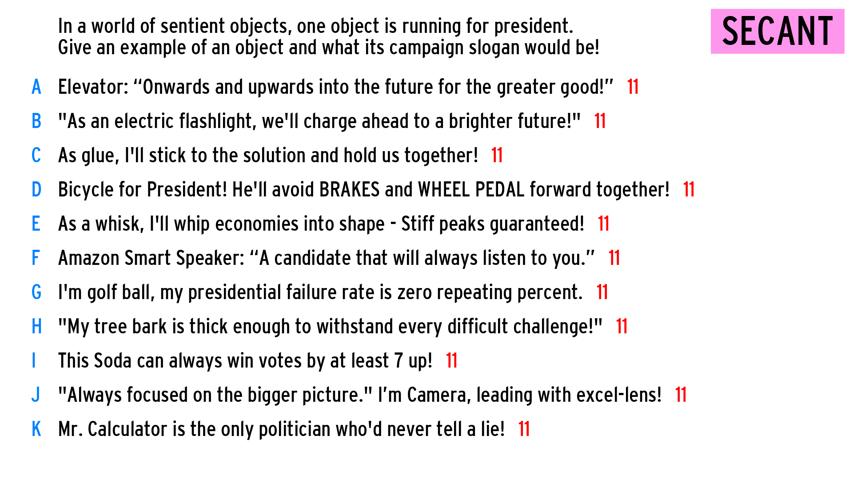 In a world of sentient objects, one object is running for president.
Give an example of an object and what its campaign slogan would be!
SECANT
A Elevator: “Onwards and upwards into the future for the greater good!” 11
B "As an electric flashlight, we'll charge ahead to a brighter future!" 11
C As glue, I'll stick to the solution and hold us together! 11
D Bicycle for President! He'll avoid BRAKES and WHEEL PEDAL forward together! 11
E As a whisk, I'll whip economies into shape - Stiff peaks guaranteed! 11
F Amazon Smart Speaker: “A candidate that will always listen to you.” 11
G I'm golf ball, my presidential failure rate is zero repeating percent. 11
H "My tree bark is thick enough to withstand every difficult challenge!" 11
I This Soda can always win votes by at least 7 up! 11
J "Always focused on the bigger picture." I’m Camera, leading with excel-lens! 11
K Mr. Calculator is the only politician who'd never tell a lie! 11